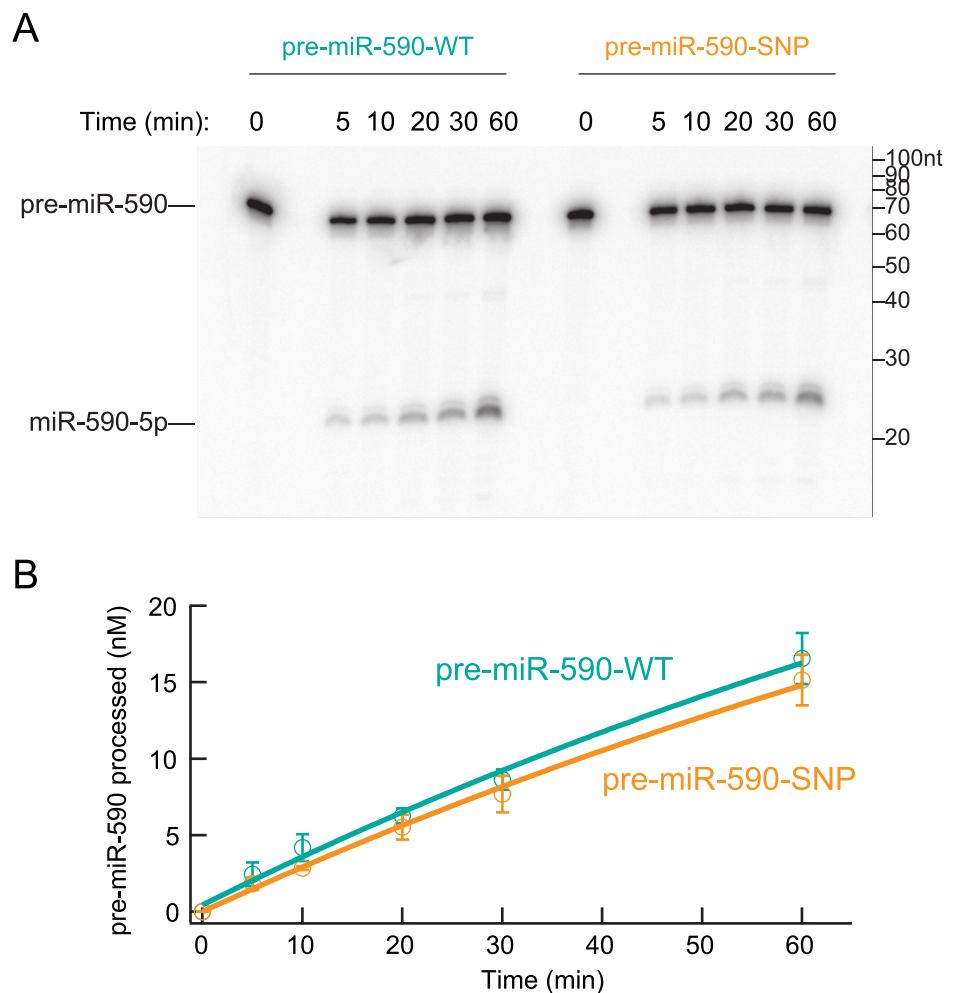 A
pre-miR-590-WT pre-miR-590-SNP
Time (min): 0 5 10 20 30 60 0 5 10 20 30 60
100nt
90
80
pre-miR-590 70
60
50
40
30
miR-590-5p
20
B
pre-miR-590 processed (nM)
20
15
10
5
0
pre-miR-590-WT
pre-miR-590-SNP
0 10 20 30 40 50 60
Time (min)